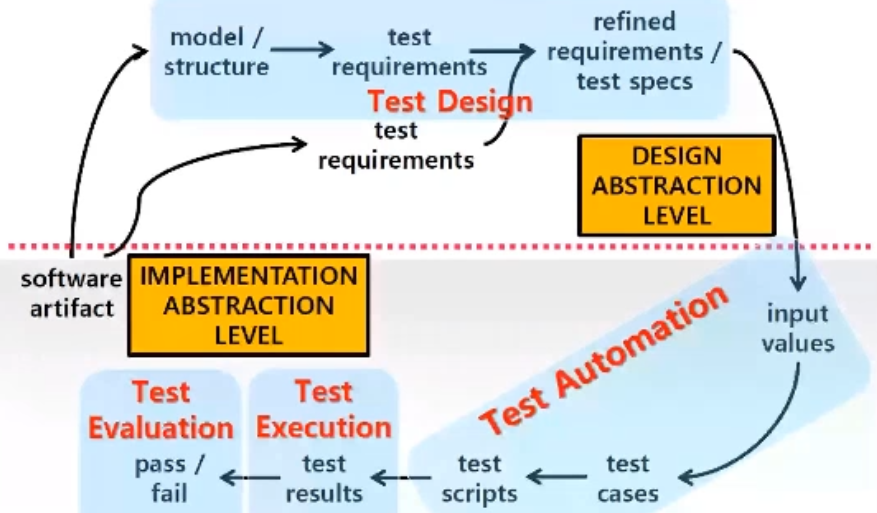 model /
structure
test
requirements
refined
requirements /
test specs
Test Design
test
requirements
DESIGN
ABSTRACTION
LEVEL
software
artifact
IMPLEMENTATION
ABSTRACTION
LEVEL
input
values
Test Automation
Test
Evaluation
Test
Execution
pass /
fail
test
results
test
scripts
test
cases